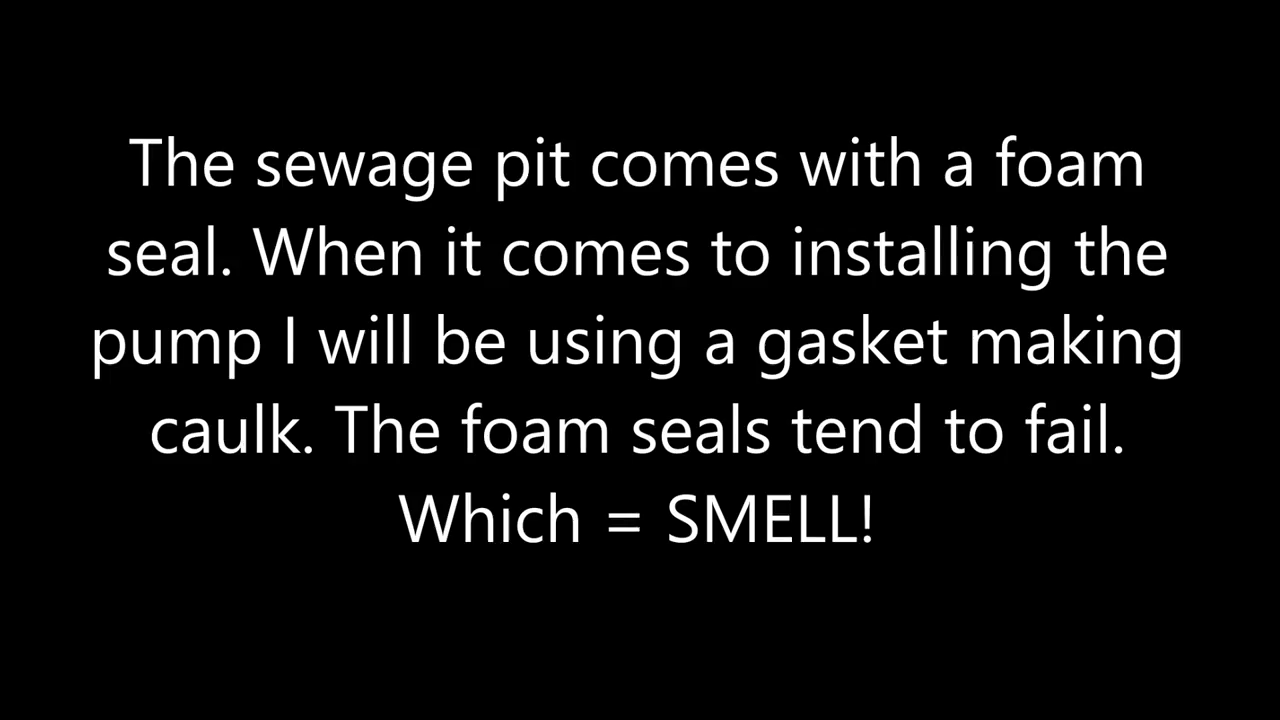 The sewage pit comes with a foam
seal. When it comes to installing the
pump I will be using a gasket making
caulk. The foam seals tend to fail.
Which = SMELL!